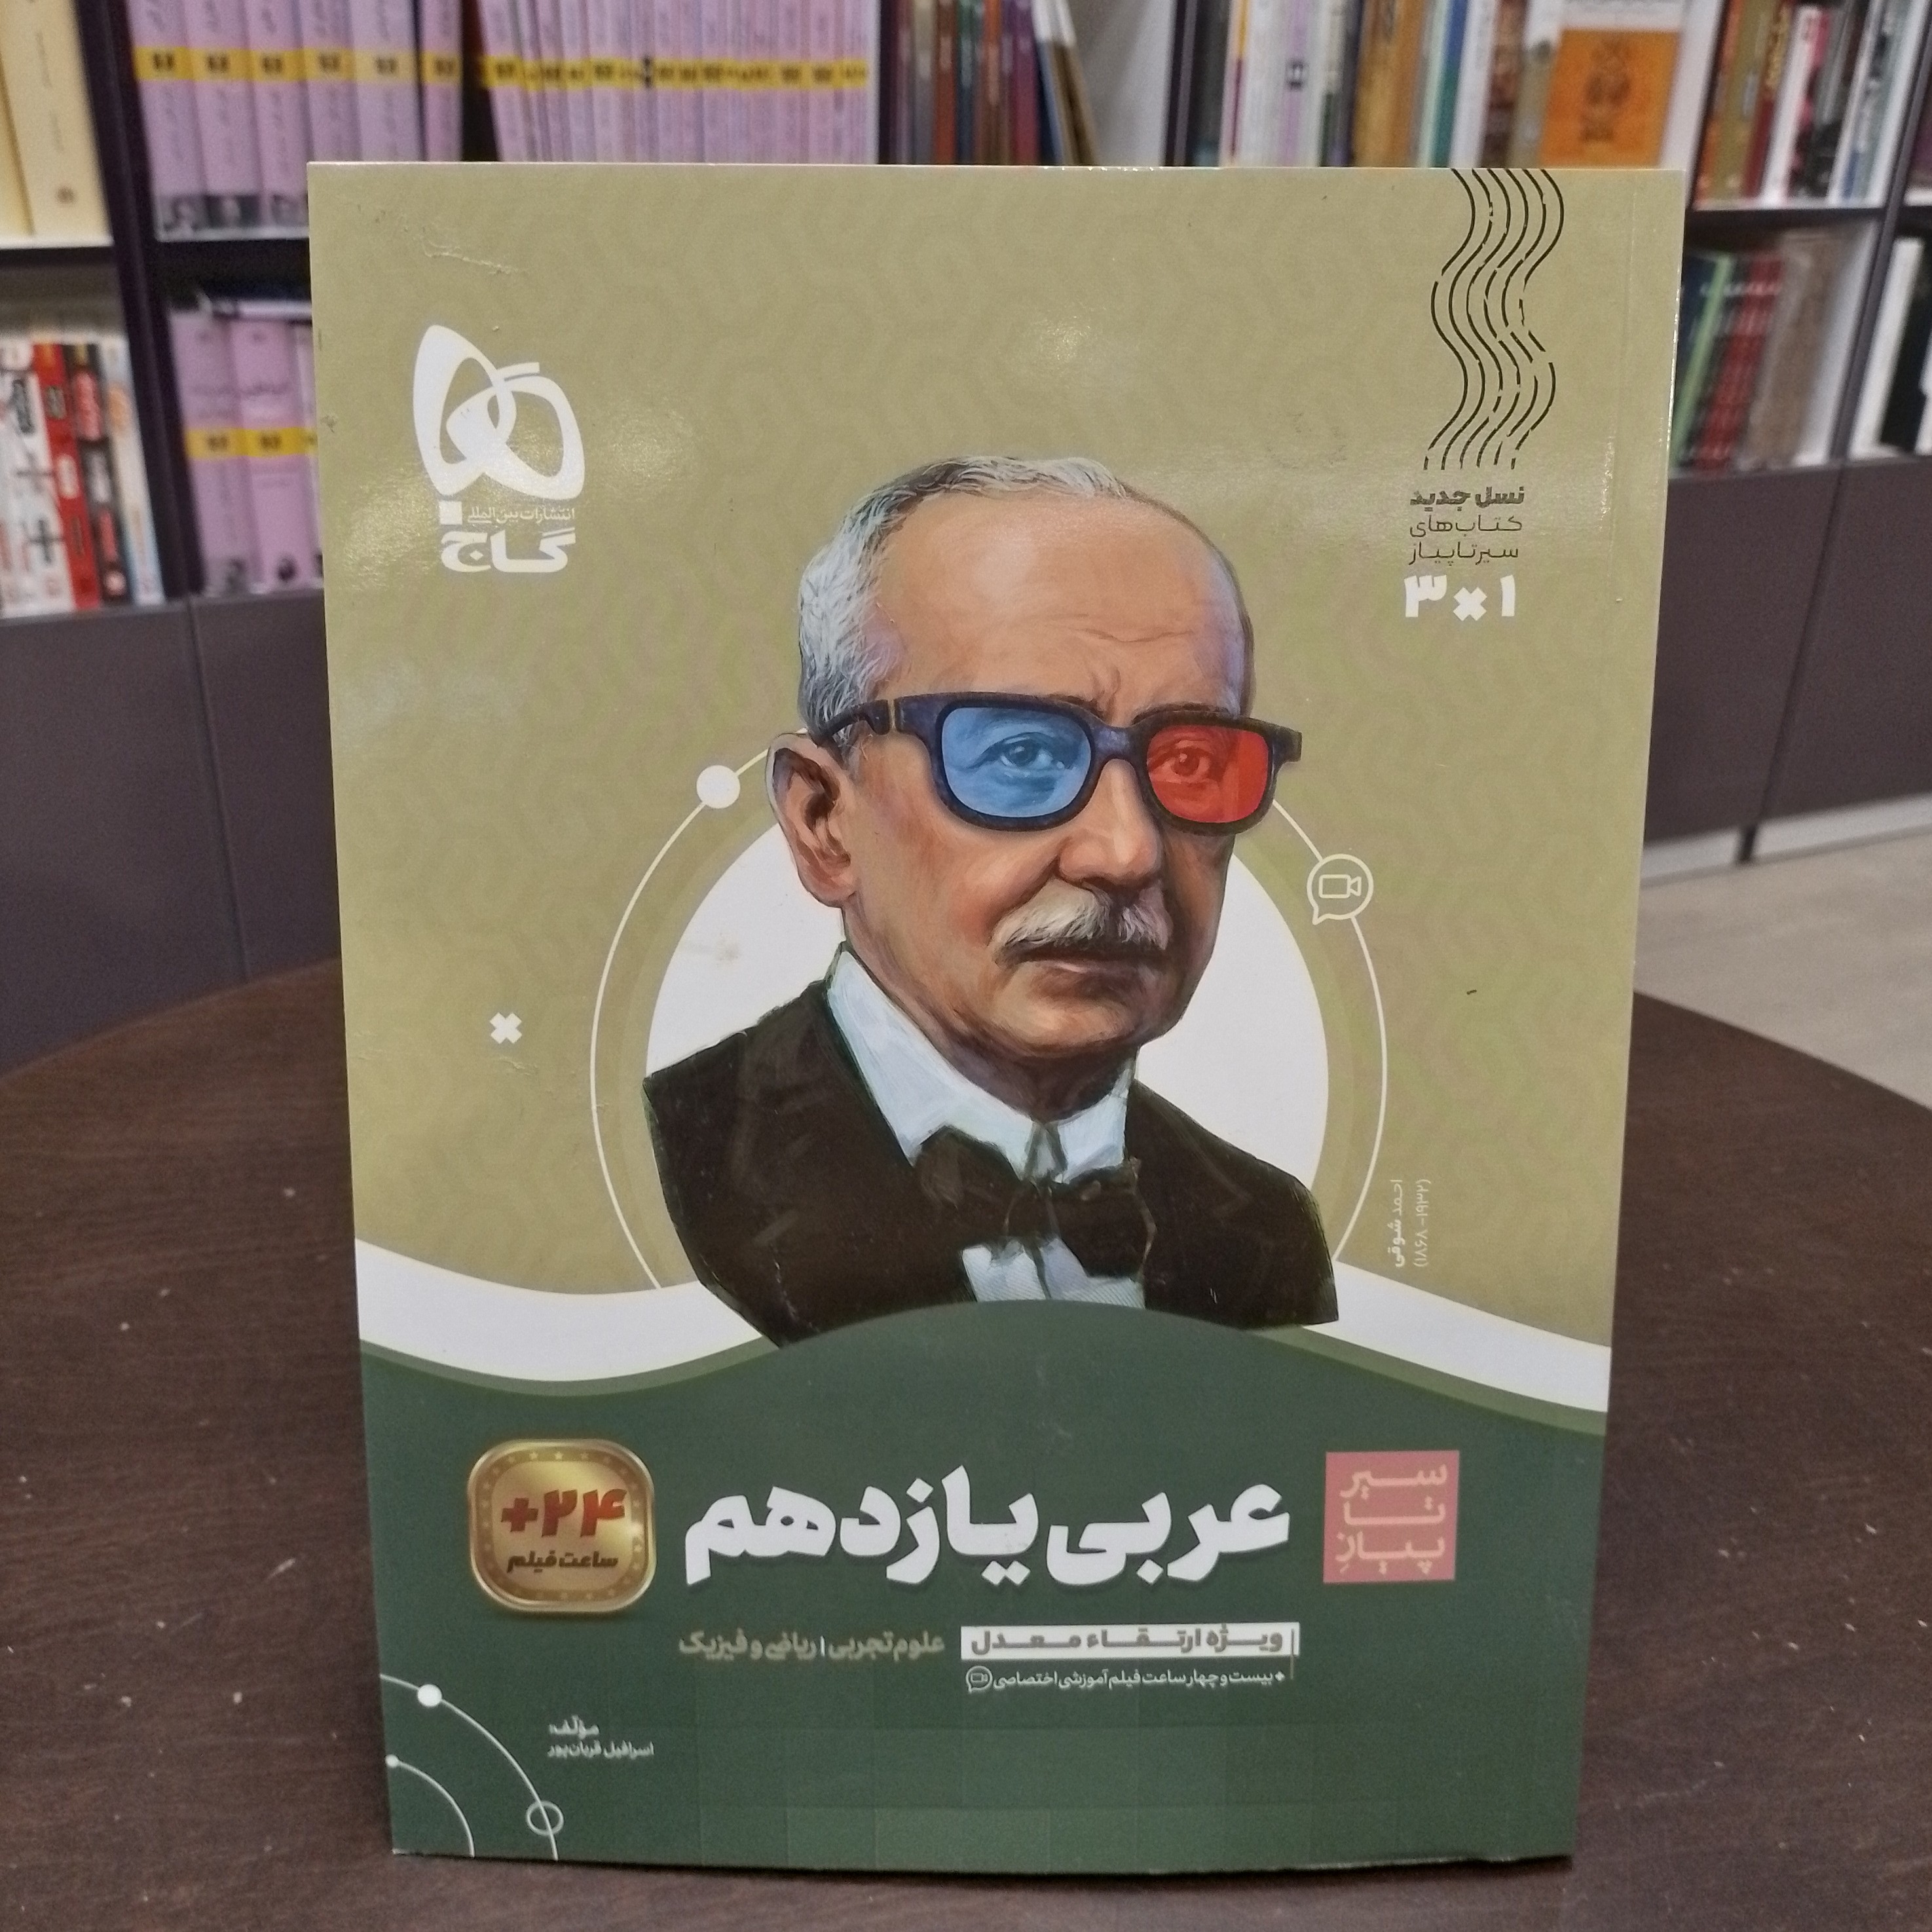 انتشارات بین‌المللی
گاج
نسل جدید
کتاب‌های
سیر تا پیاز
۳×۱
احمد شوقی
(۱۸۶۸-۱۹۳۲)
سیر
تا
پیازِ
عربی یازدهم
+۲۴
ساعت فیلم
ویژه ارتقاء معدل
علوم تجربی | ریاضی و فیزیک
+ بیست و چهار ساعت فیلم آموزشی اختصاصی
مؤلف:
اسرافیل قربان‌پور